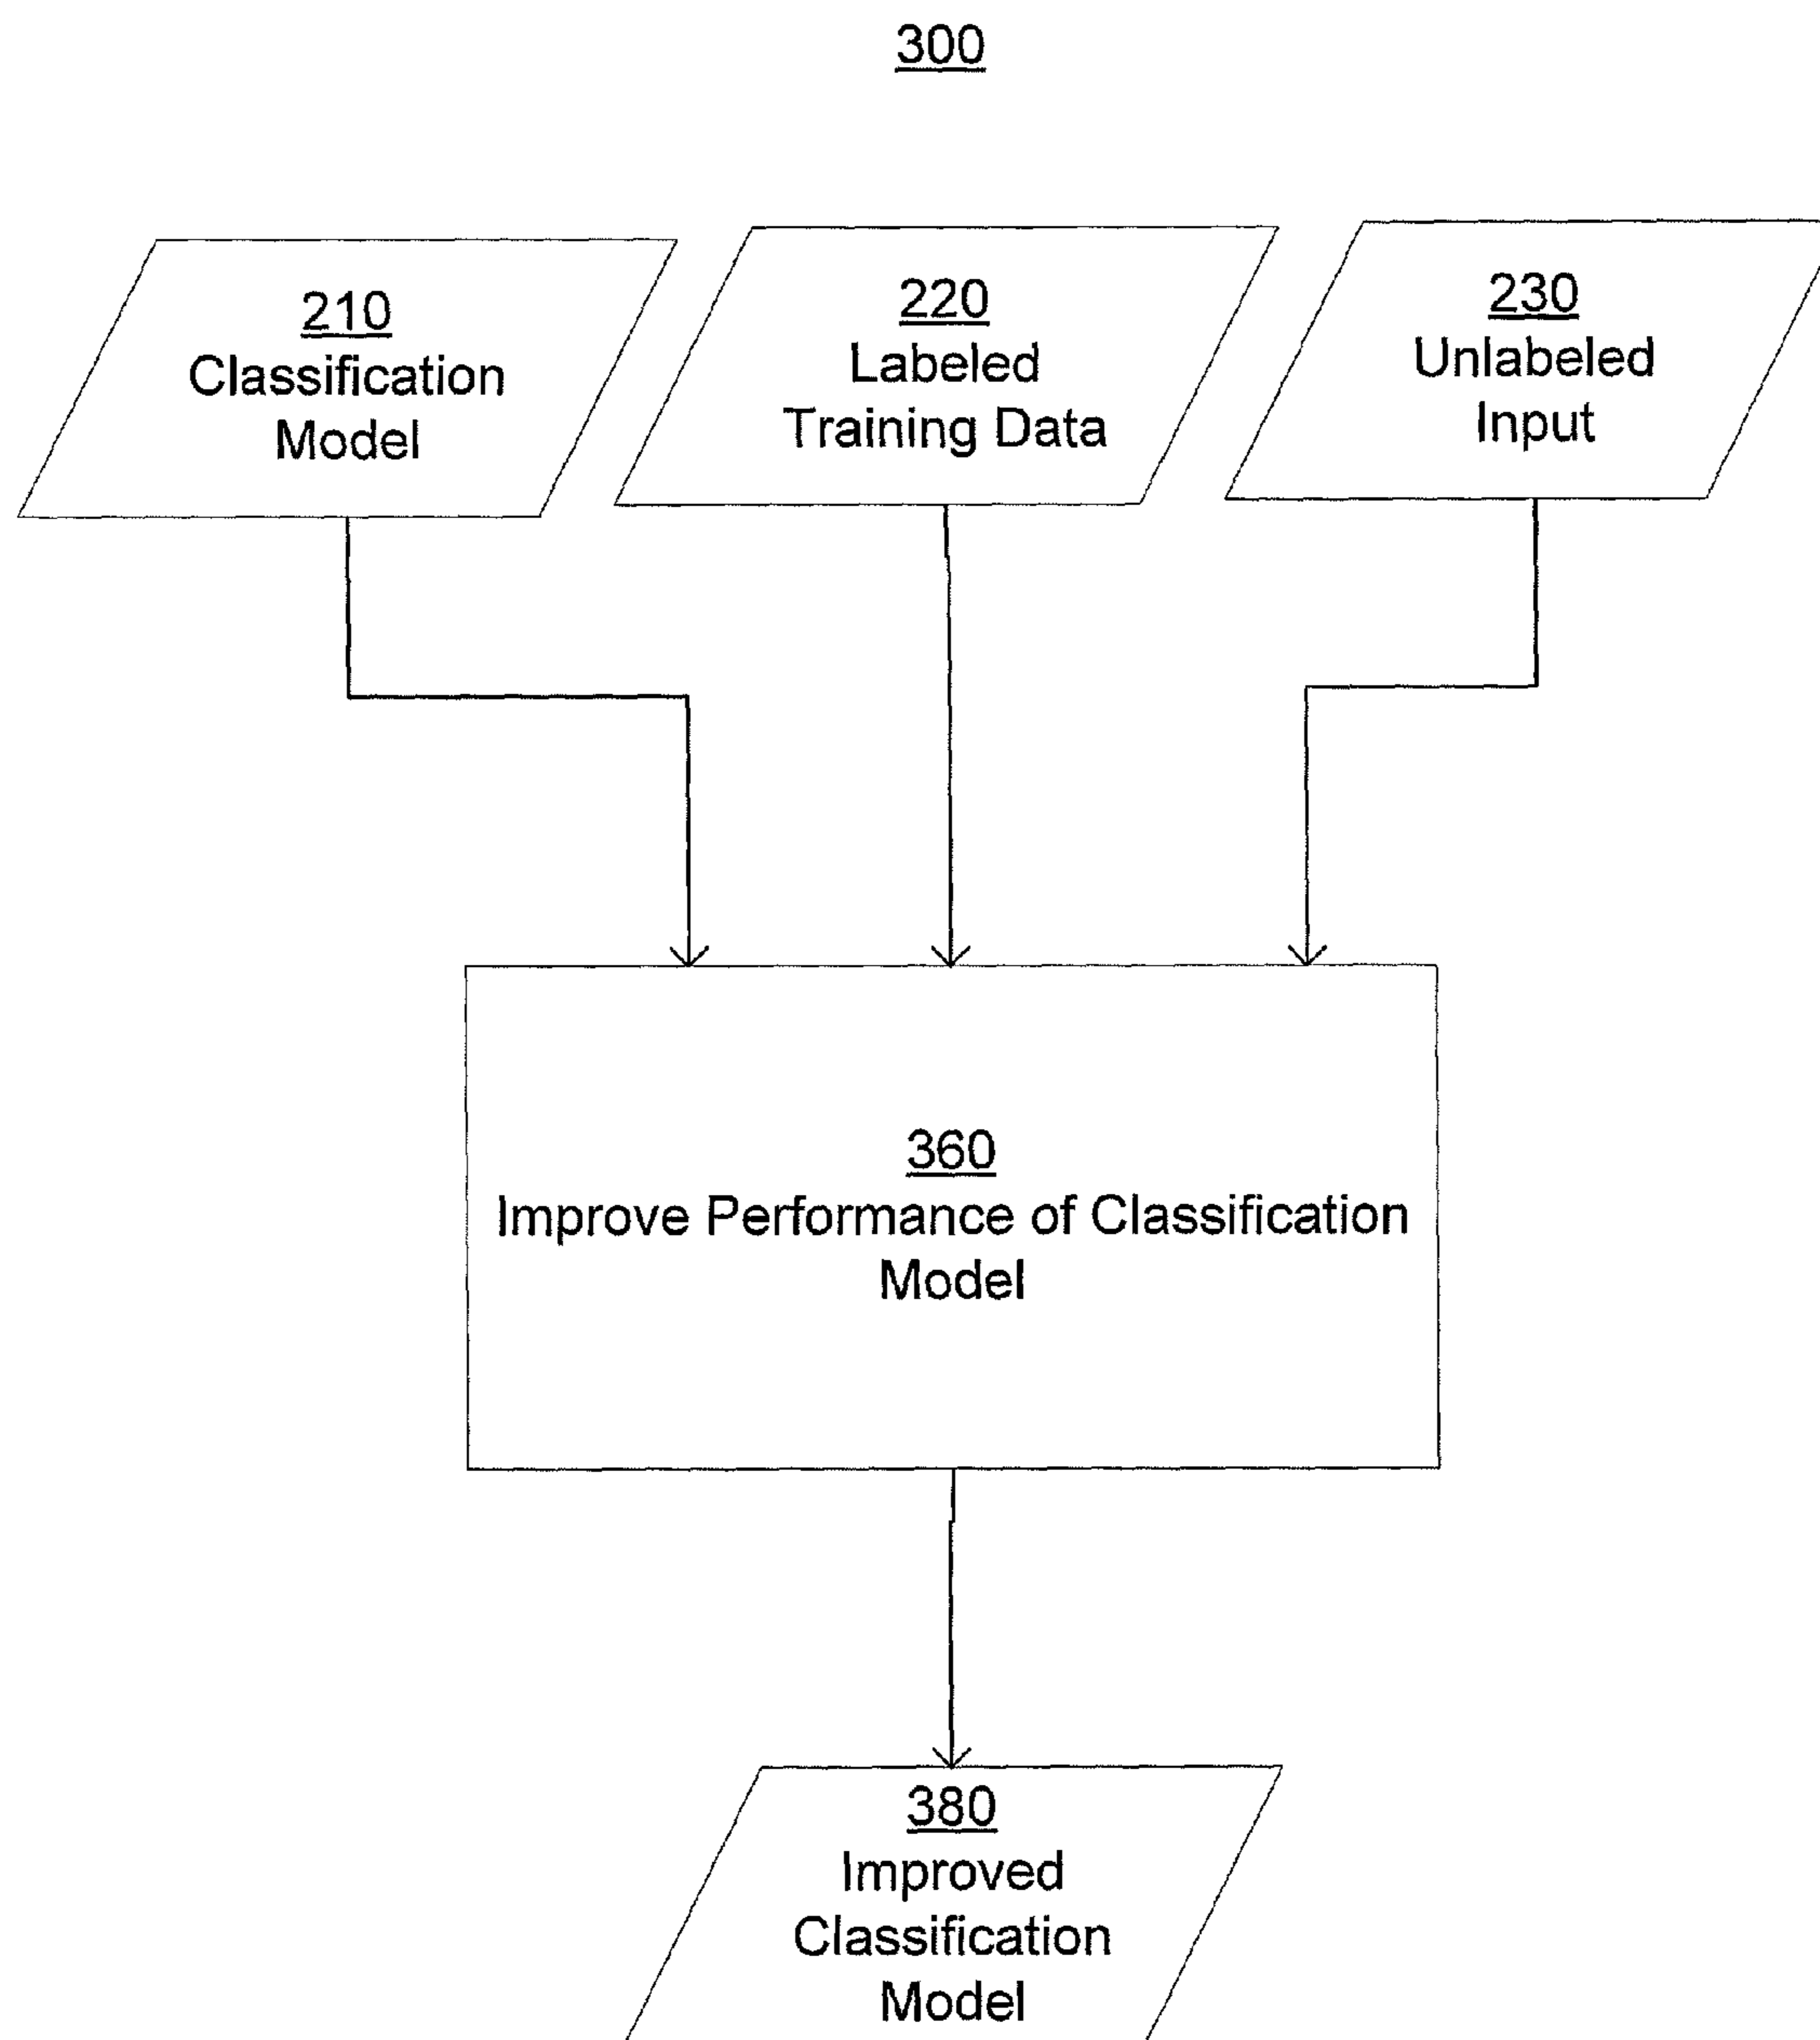 300
210
Classification
Model
220
Labeled
Training Data
230
Unlabeled
Input
360
Improve Performance of Classification
Model
380
Improved
Classification
Model